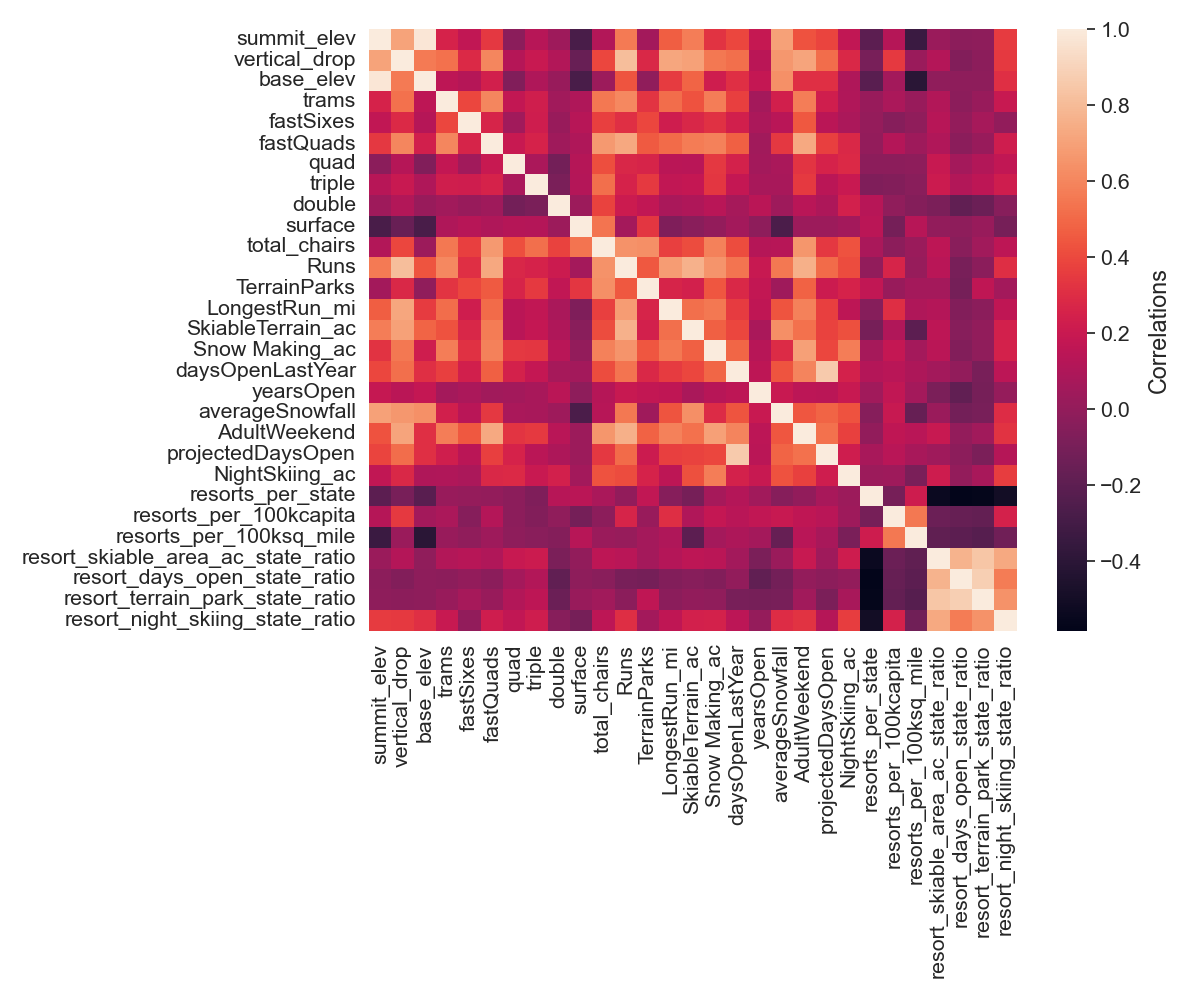 summit_elev
vertical_drop
base_elev
trams
fastSixes
fastQuads
quad
triple
double
surface
total_chairs
Runs
TerrainParks
LongestRun_mi
SkiableTerrain_ac
Snow Making_ac
daysOpenLastYear
yearsOpen
averageSnowfall
AdultWeekend
projectedDaysOpen
NightSkiing_ac
resorts_per_state
resorts_per_100kcapita
resorts_per_100ksq_mile
resort_skiable_area_ac_state_ratio
resort_days_open_state_ratio
resort_terrain_park_state_ratio
resort_night_skiing_state_ratio
summit_elev
vertical_drop
base_elev
trams
fastSixes
fastQuads
quad
triple
double
surface
total_chairs
Runs
TerrainParks
LongestRun_mi
SkiableTerrain_ac
Snow Making_ac
daysOpenLastYear
yearsOpen
averageSnowfall
AdultWeekend
projectedDaysOpen
NightSkiing_ac
resorts_per_state
resorts_per_100kcapita
resorts_per_100ksq_mile
resort_skiable_area_ac_state_ratio
resort_days_open_state_ratio
resort_terrain_park_state_ratio
resort_night_skiing_state_ratio
1.0
0.8
0.6
0.4
0.2
0.0
−0.2
−0.4
Correlations